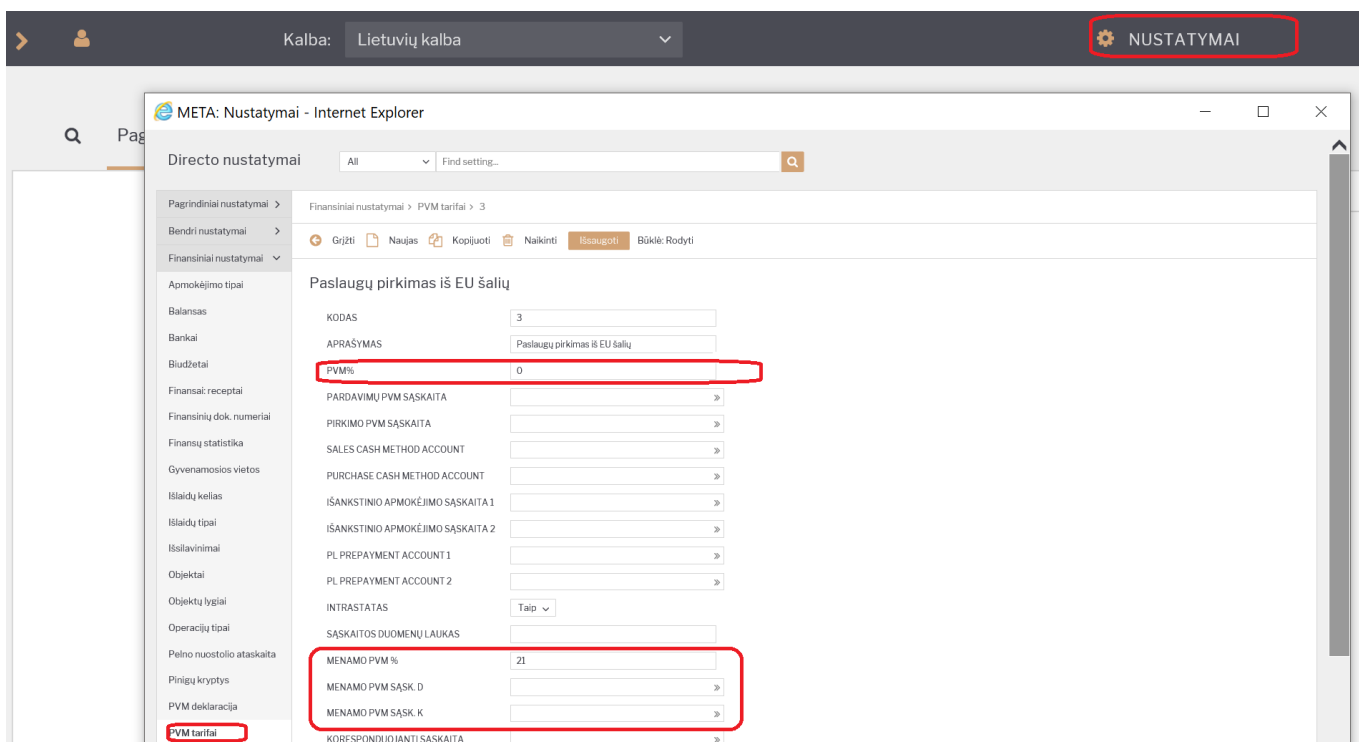 Kalba: Lietuvių kalba NUSTATYMAI
META: Nustatymai - Internet Explorer
Pag
Directo nustatymai All Find setting...
Pagrindiniai nustatymai
Bendri nustatymai
Finansiniai nustatymai
Apmokėjimo tipai
Balansas
Bankai
Biudžetai
Finansai: receptai
Finansinių dok. numeriai
Finansų statistika
Gyvenamosios vietos
Išlaidų kelias
Išlaidų tipai
Išsilavinimai
Objektai
Objektų lygiai
Operacijų tipai
Pelno nuostolio ataskaita
Pinigų kryptys
PVM deklaracija
PVM tarifai
Finansiniai nustatymai > PVM tarifai > 3
Grįžti Naujas Kopijuoti Naikinti Išsaugoti Būklė: Rodyti
Paslaugų pirkimas iš EU šalių
KODAS 3
APRAŠYMAS Paslaugų pirkimas iš EU šalių
PVM% 0
PARDAVIMŲ PVM SĄSKAITA
PIRKIMO PVM SĄSKAITA
SALES CASH METHOD ACCOUNT
PURCHASE CASH METHOD ACCOUNT
IŠANKSTINIO APMOKĖJIMO SĄSKAITA 1
IŠANKSTINIO APMOKĖJIMO SĄSKAITA 2
PL PREPAYMENT ACCOUNT 1
PL PREPAYMENT ACCOUNT 2
INTRASTATAS Taip
SĄSKAITOS DUOMENŲ LAUKAS
MENAMO PVM % 21
MENAMO PVM SĄSK. D
MENAMO PVM SĄSK. K
KORESPONDUOJANTI SĄSKAITA